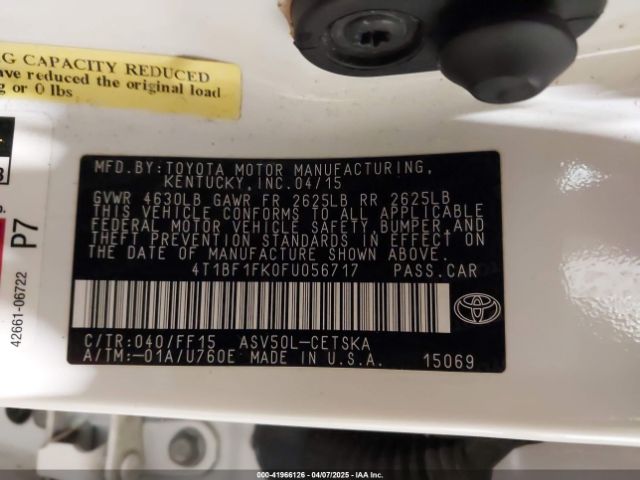 G CAPACITY REDUCED
ave reduced the original load
g or 0 lbs
P7
42661-06722
MFD.BY:TOYOTA MOTOR MANUFACTURING,
KENTUCKY,INC.04/15
GVWR 4630LB GAWR FR 2625LB RR 2625LB
THIS VEHICLE CONFORMS TO ALL APPLICABLE
FEDERAL MOTOR VEHICLE SAFETY,BUMPER,AND
THEFT PREVENTION STANDARDS IN EFFECT ON
THE DATE OF MANUFACTURE SHOWN ABOVE.
4T1BF1FK0FU056717 PASS.CAR
C/TR:040/FF15 ASV50L-CETSKA
A/TM:-01A/U760E MADE IN U.S.A. 15069
TOYOTA
000-41966126 - 04/07/2025 - IAA Inc.